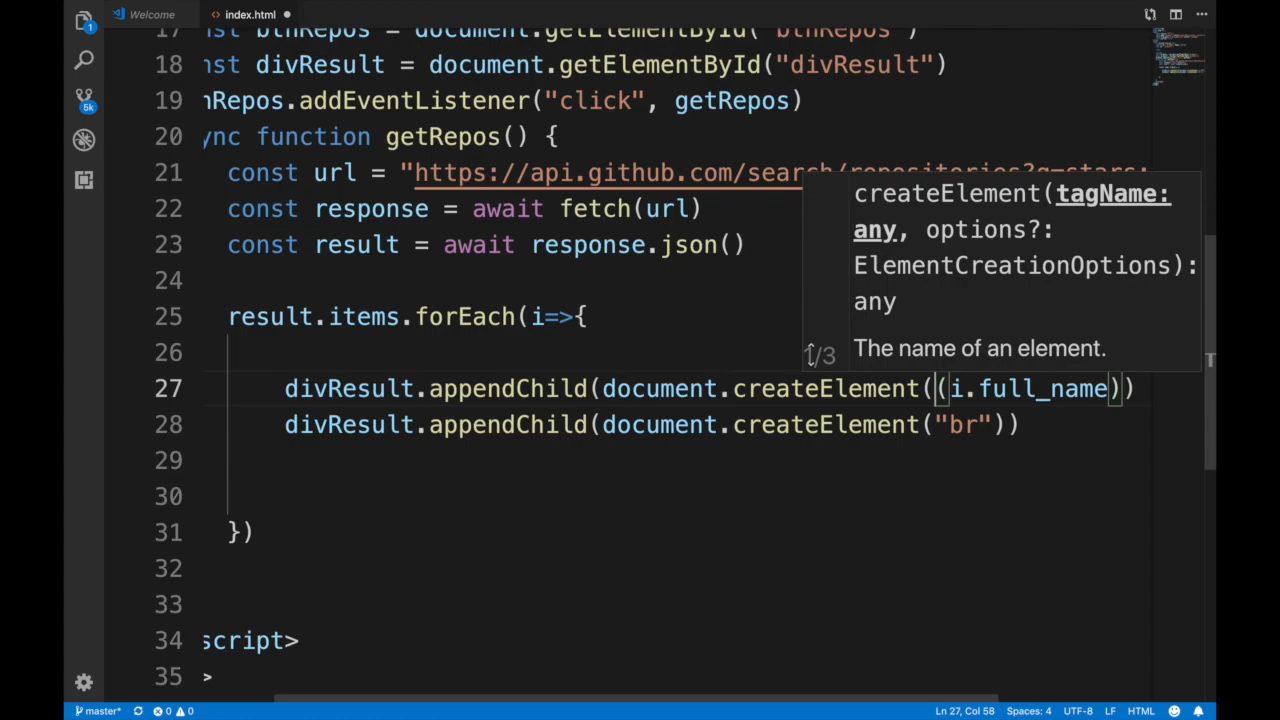 Welcome
<> index.html
1
5k
17 nst btnRepos = document.getElementById("btnRepos")
18 nst divResult = document.getElementById("divResult")
19 nRepos.addEventListener("click", getRepos)
20 ync function getRepos() {
21 const url = "https://api.github.com/search/repositories?q=stars:
22 const response = await fetch(url)
23 const result = await response.json()
24
25 result.items.forEach(i=>{
26
27 divResult.appendChild(document.createElement((i.full_name))
28 divResult.appendChild(document.createElement("br"))
29
30
31 })
32
33
34 script>
35 >
createElement(tagName:
any, options?:
ElementCreationOptions):
any
1/3 The name of an element.
master* 0 0 Ln 27, Col 58 Spaces: 4 UTF-8 LF HTML